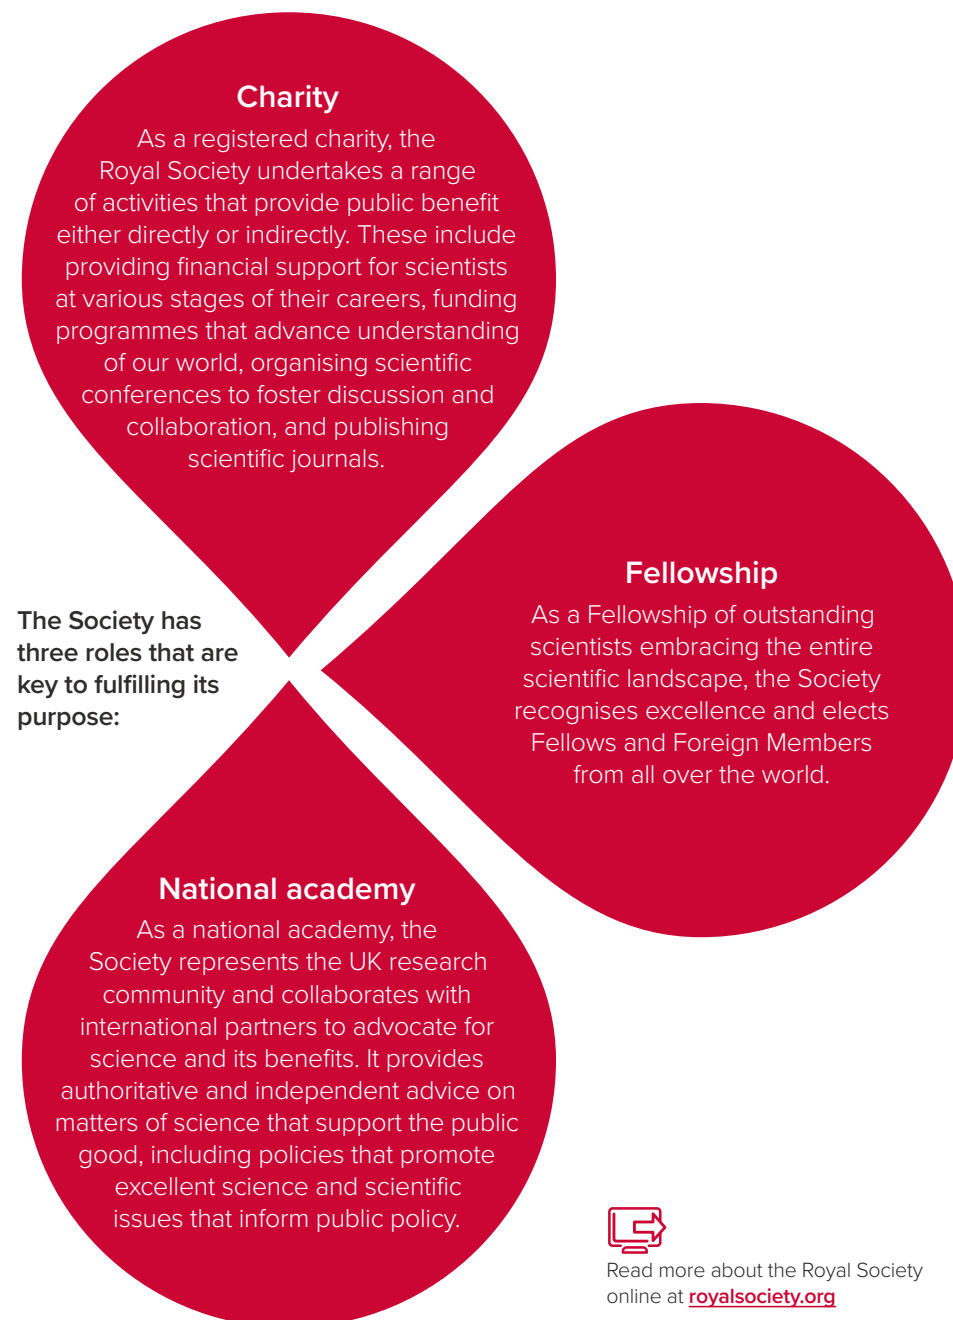 Charity
As a registered charity, the
Royal Society undertakes a range
of activities that provide public benefit
either directly or indirectly. These include
providing financial support for scientists
at various stages of their careers, funding
programmes that advance understanding
of our world, organising scientific
conferences to foster discussion and
collaboration, and publishing
scientific journals.
The Society has
three roles that are
key to fulfilling its
purpose:
Fellowship
As a Fellowship of outstanding
scientists embracing the entire
scientific landscape, the Society
recognises excellence and elects
Fellows and Foreign Members
from all over the world.
National academy
As a national academy, the
Society represents the UK research
community and collaborates with
international partners to advocate for
science and its benefits. It provides
authoritative and independent advice on
matters of science that support the public
good, including policies that promote
excellent science and scientific
issues that inform public policy.
Read more about the Royal Society
online at royalsociety.org